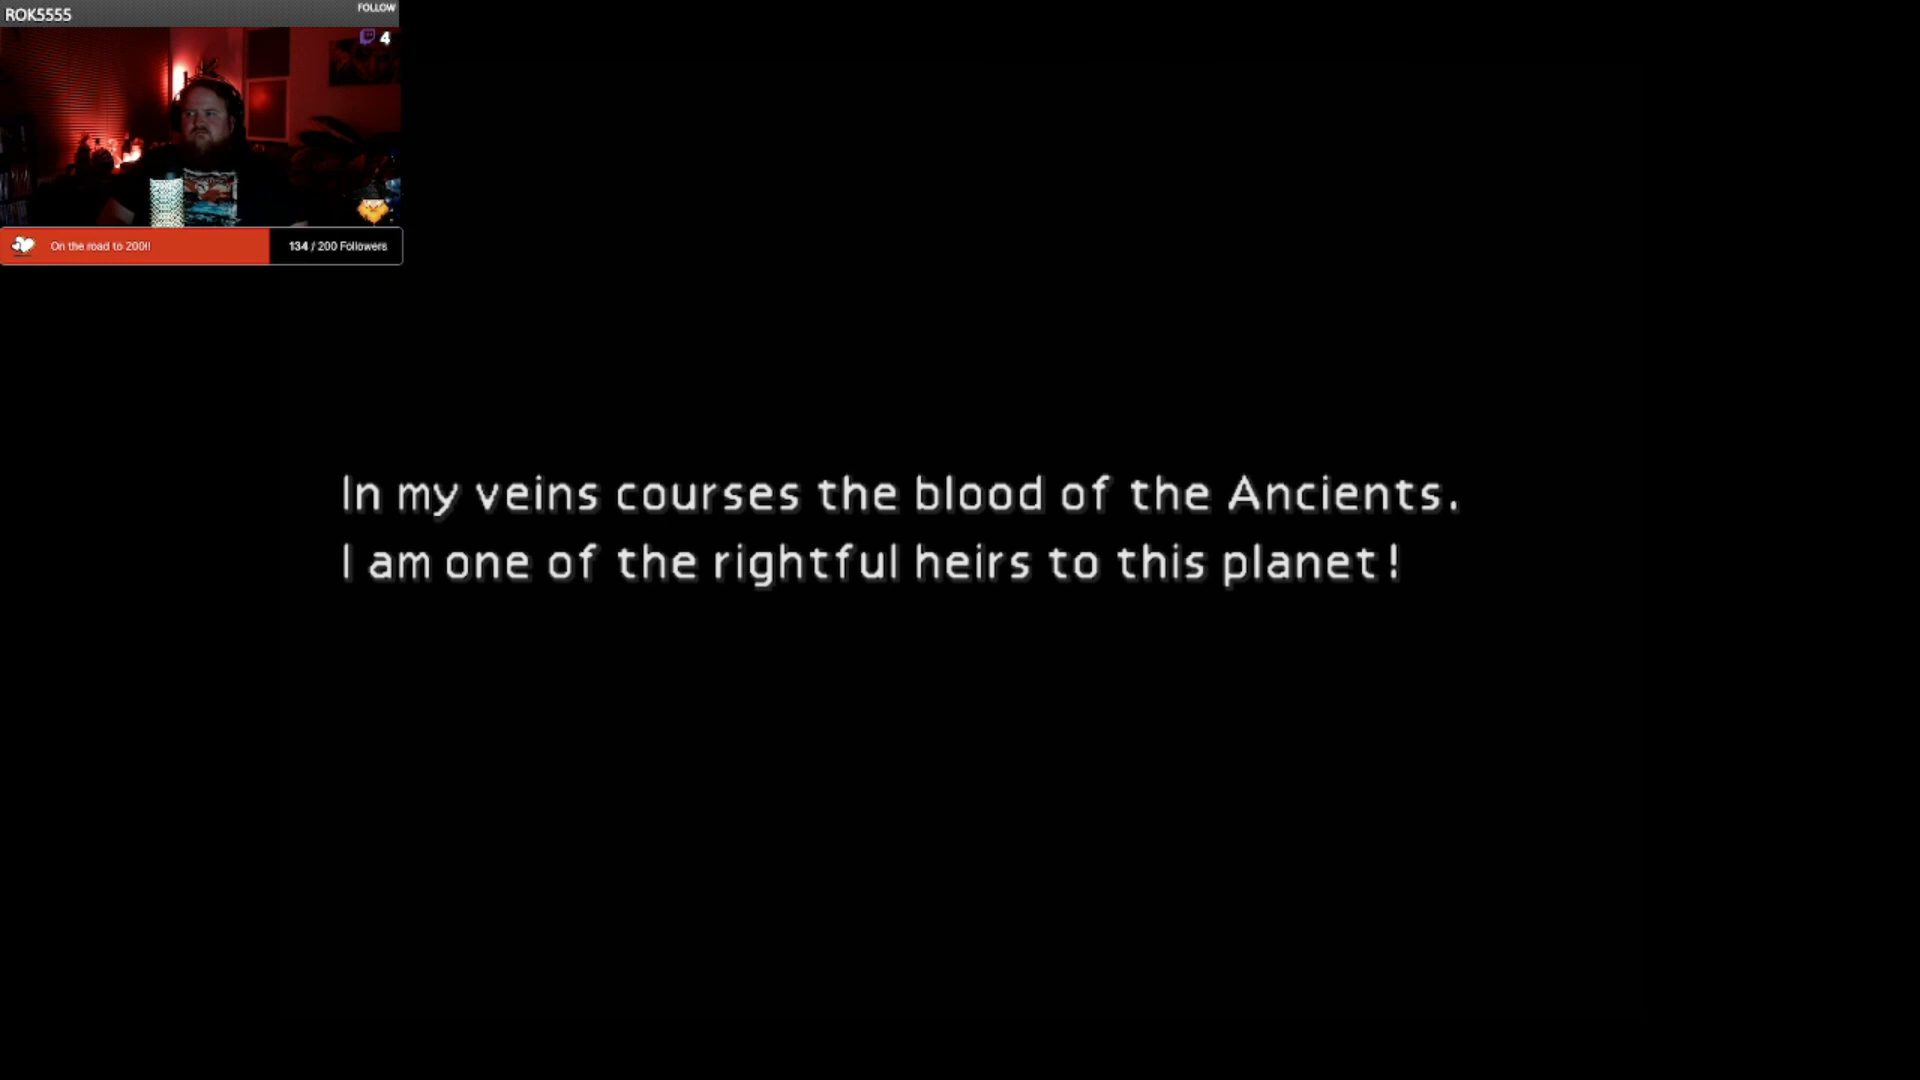 ROK5555
FOLLOW
4
On the road to 200!!
134 / 200 Followers
In my veins courses the blood of the Ancients.
I am one of the rightful heirs to this planet!